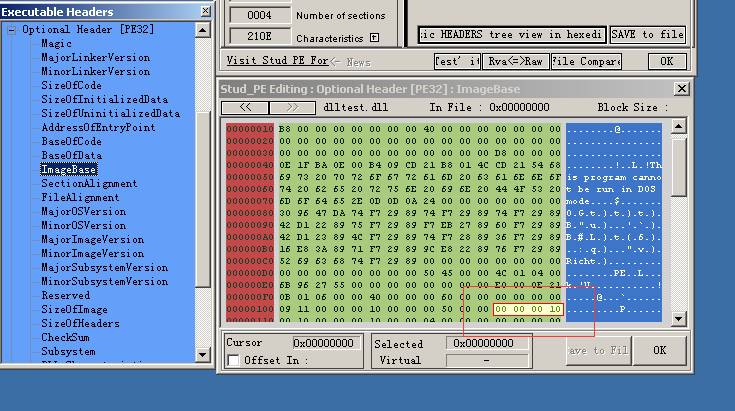 Executable Headers
Optional Header [PE32]
Magic
MajorLinkerVersion
MinorLinkerVersion
SizeOfCode
SizeOfInitializedData
SizeOfUninitializedData
AddressOfEntryPoint
BaseOfCode
BaseOfData
ImageBase
SectionAlignment
FileAlignment
MajorOSVersion
MinorOSVersion
MajorImageVersion
MinorImageVersion
MajorSubsystemVersion
MinorSubsystemVersion
Reserved
SizeOfImage
SizeOfHeaders
CheckSum
Subsystem
0004 Number of sections
210E Characteristics
HEADERS tree view in hexedi SAVE to file
Visit Stud PE For <- News Test' i Rva<=>Raw File Compare OK
Stud_PE Editing : Optional Header [PE32] : ImageBase
<< >> dlltest.dll In File : 0x00000000 Block Size :
00000010 B8 00 00 00 00 00 00 00 40 00 00 00 00 00 00 00 ........@.......
00000020 00 00 00 00 00 00 00 00 00 00 00 00 00 00 00 00 ................
00000030 00 00 00 00 00 00 00 00 00 00 00 00 D8 00 00 00 ................
00000040 0E 1F BA 0E 00 B4 09 CD 21 B8 01 4C CD 21 54 68 ........!..L.!Th
00000050 69 73 20 70 72 6F 67 72 61 6D 20 63 61 6E 6E 6F is program canno
00000060 74 20 62 65 20 72 75 6E 20 69 6E 20 44 4F 53 20 t be run in DOS
00000070 6D 6F 64 65 2E 0D 0D 0A 24 00 00 00 00 00 00 00 mode....$.......
00000080 30 96 47 DA 74 F7 29 89 74 F7 29 89 74 F7 29 89 0.G.t.).t.).t.).
00000090 42 D1 22 89 75 F7 29 89 F7 EB 27 89 60 F7 29 89 B.".u.)...'.`.).
000000A0 42 D1 23 89 4C F7 29 89 74 F7 28 89 36 F7 29 89 B.#.L.).t.(.6.).
000000B0 16 E8 3A 89 71 F7 29 89 9C E8 22 89 76 F7 29 89 ..:.q.)...".v.).
000000C0 52 69 63 68 74 F7 29 89 00 00 00 00 00 00 00 00 Richt.).........
000000D0 00 00 00 00 00 00 00 00 50 45 00 00 4C 01 04 00 ........PE..L...
000000E0 6B 96 27 55 00 00 00 00 00 00 00 00 E0 00 0E 21 k.'U...........!
000000F0 0B 01 06 00 00 40 00 00 00 60 00 00 00 00 00 00 .....@...`......
00000100 09 11 00 00 00 10 00 00 00 50 00 00 00 00 00 10 .........P......
Cursor 0x00000000 Selected 0x00000000
Offset In : Virtual - ave to Fil OK